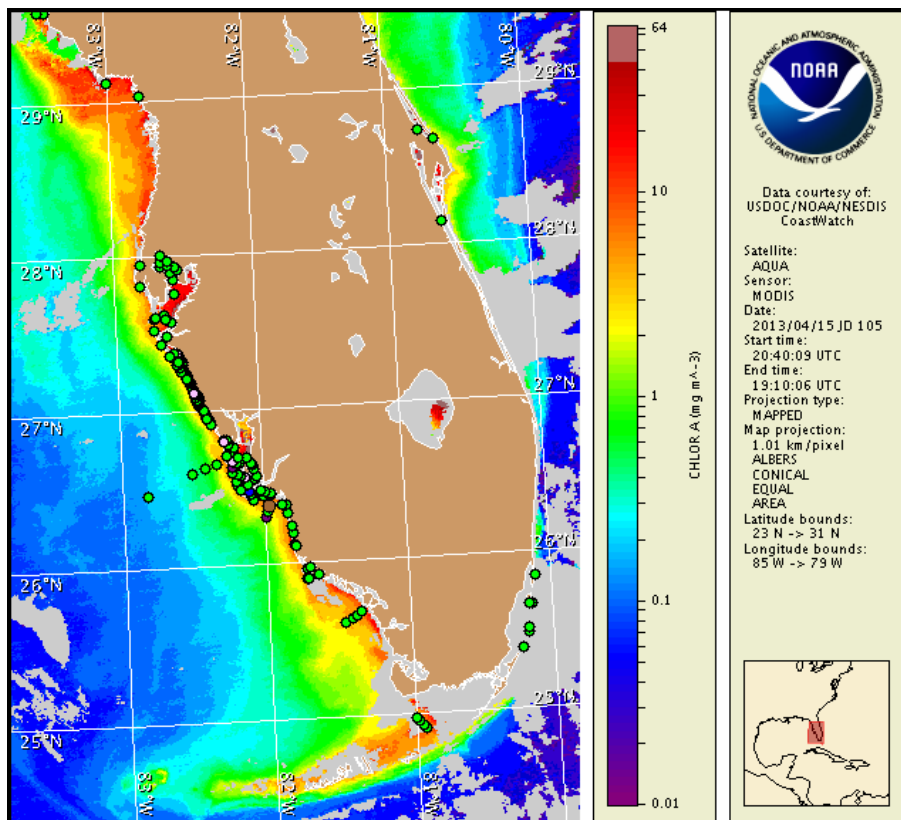 83°W
82°W
81°W
80°W
29°N
29°N
28°N
28°N
27°N
27°N
26°N
26°N
25°N
25°N
83°W
82°W
81°W
64
10
1
0.1
0.01
CHLOR A (mg m^-3)
NATIONAL OCEANIC AND ATMOSPHERIC ADMINISTRATION
NOAA
U.S. DEPARTMENT OF COMMERCE
Data courtesy of:
USDOC/NOAA/NESDIS
CoastWatch
Satellite:
AQUA
Sensor:
MODIS
Date:
2013/04/15 JD 105
Start time:
20:40:09 UTC
End time:
19:10:06 UTC
Projection type:
MAPPED
Map projection:
1.01 km/pixel
ALBERS
CONICAL
EQUAL
AREA
Latitude bounds:
23 N -> 31 N
Longitude bounds:
85 W -> 79 W